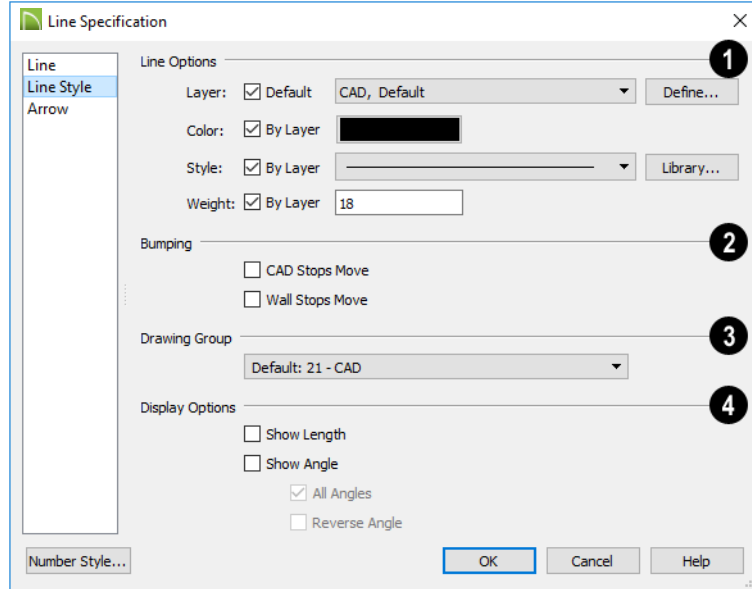 Line Specification
Line
Line Style
Arrow
Line Options 1
Layer: Default CAD, Default Define...
Color: By Layer
Style: By Layer Library...
Weight: By Layer 18
Bumping 2
CAD Stops Move
Wall Stops Move
Drawing Group 3
Default: 21 - CAD
Display Options 4
Show Length
Show Angle
All Angles
Reverse Angle
Number Style... OK Cancel Help